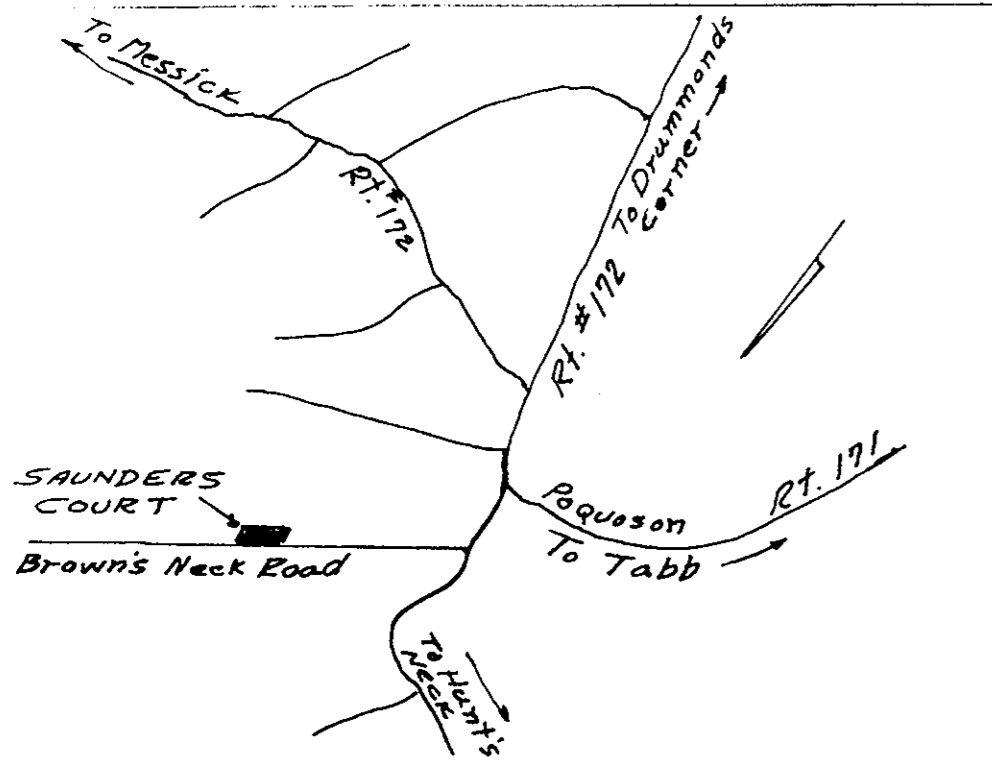 To Messick
Rt. #172
To Drummonds
Corner
Rt. #172
SAUNDERS
COURT
Brown's Neck Road
Poquoson
Rt. 171
To Tabb
To Hunt's
Neck